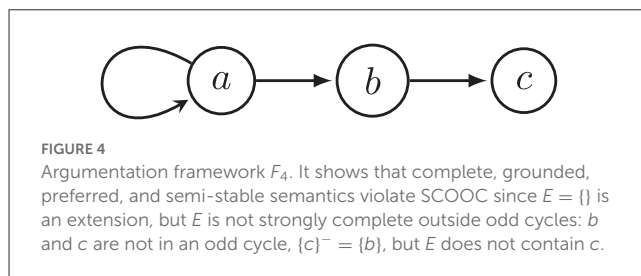 a b c
FIGURE 4
Argumentation framework F₄. It shows that complete, grounded,
preferred, and semi-stable semantics violate SCOOC since E = {} is
an extension, but E is not strongly complete outside odd cycles: b
and c are not in an odd cycle, {c}⁻ = {b}, but E does not contain c.